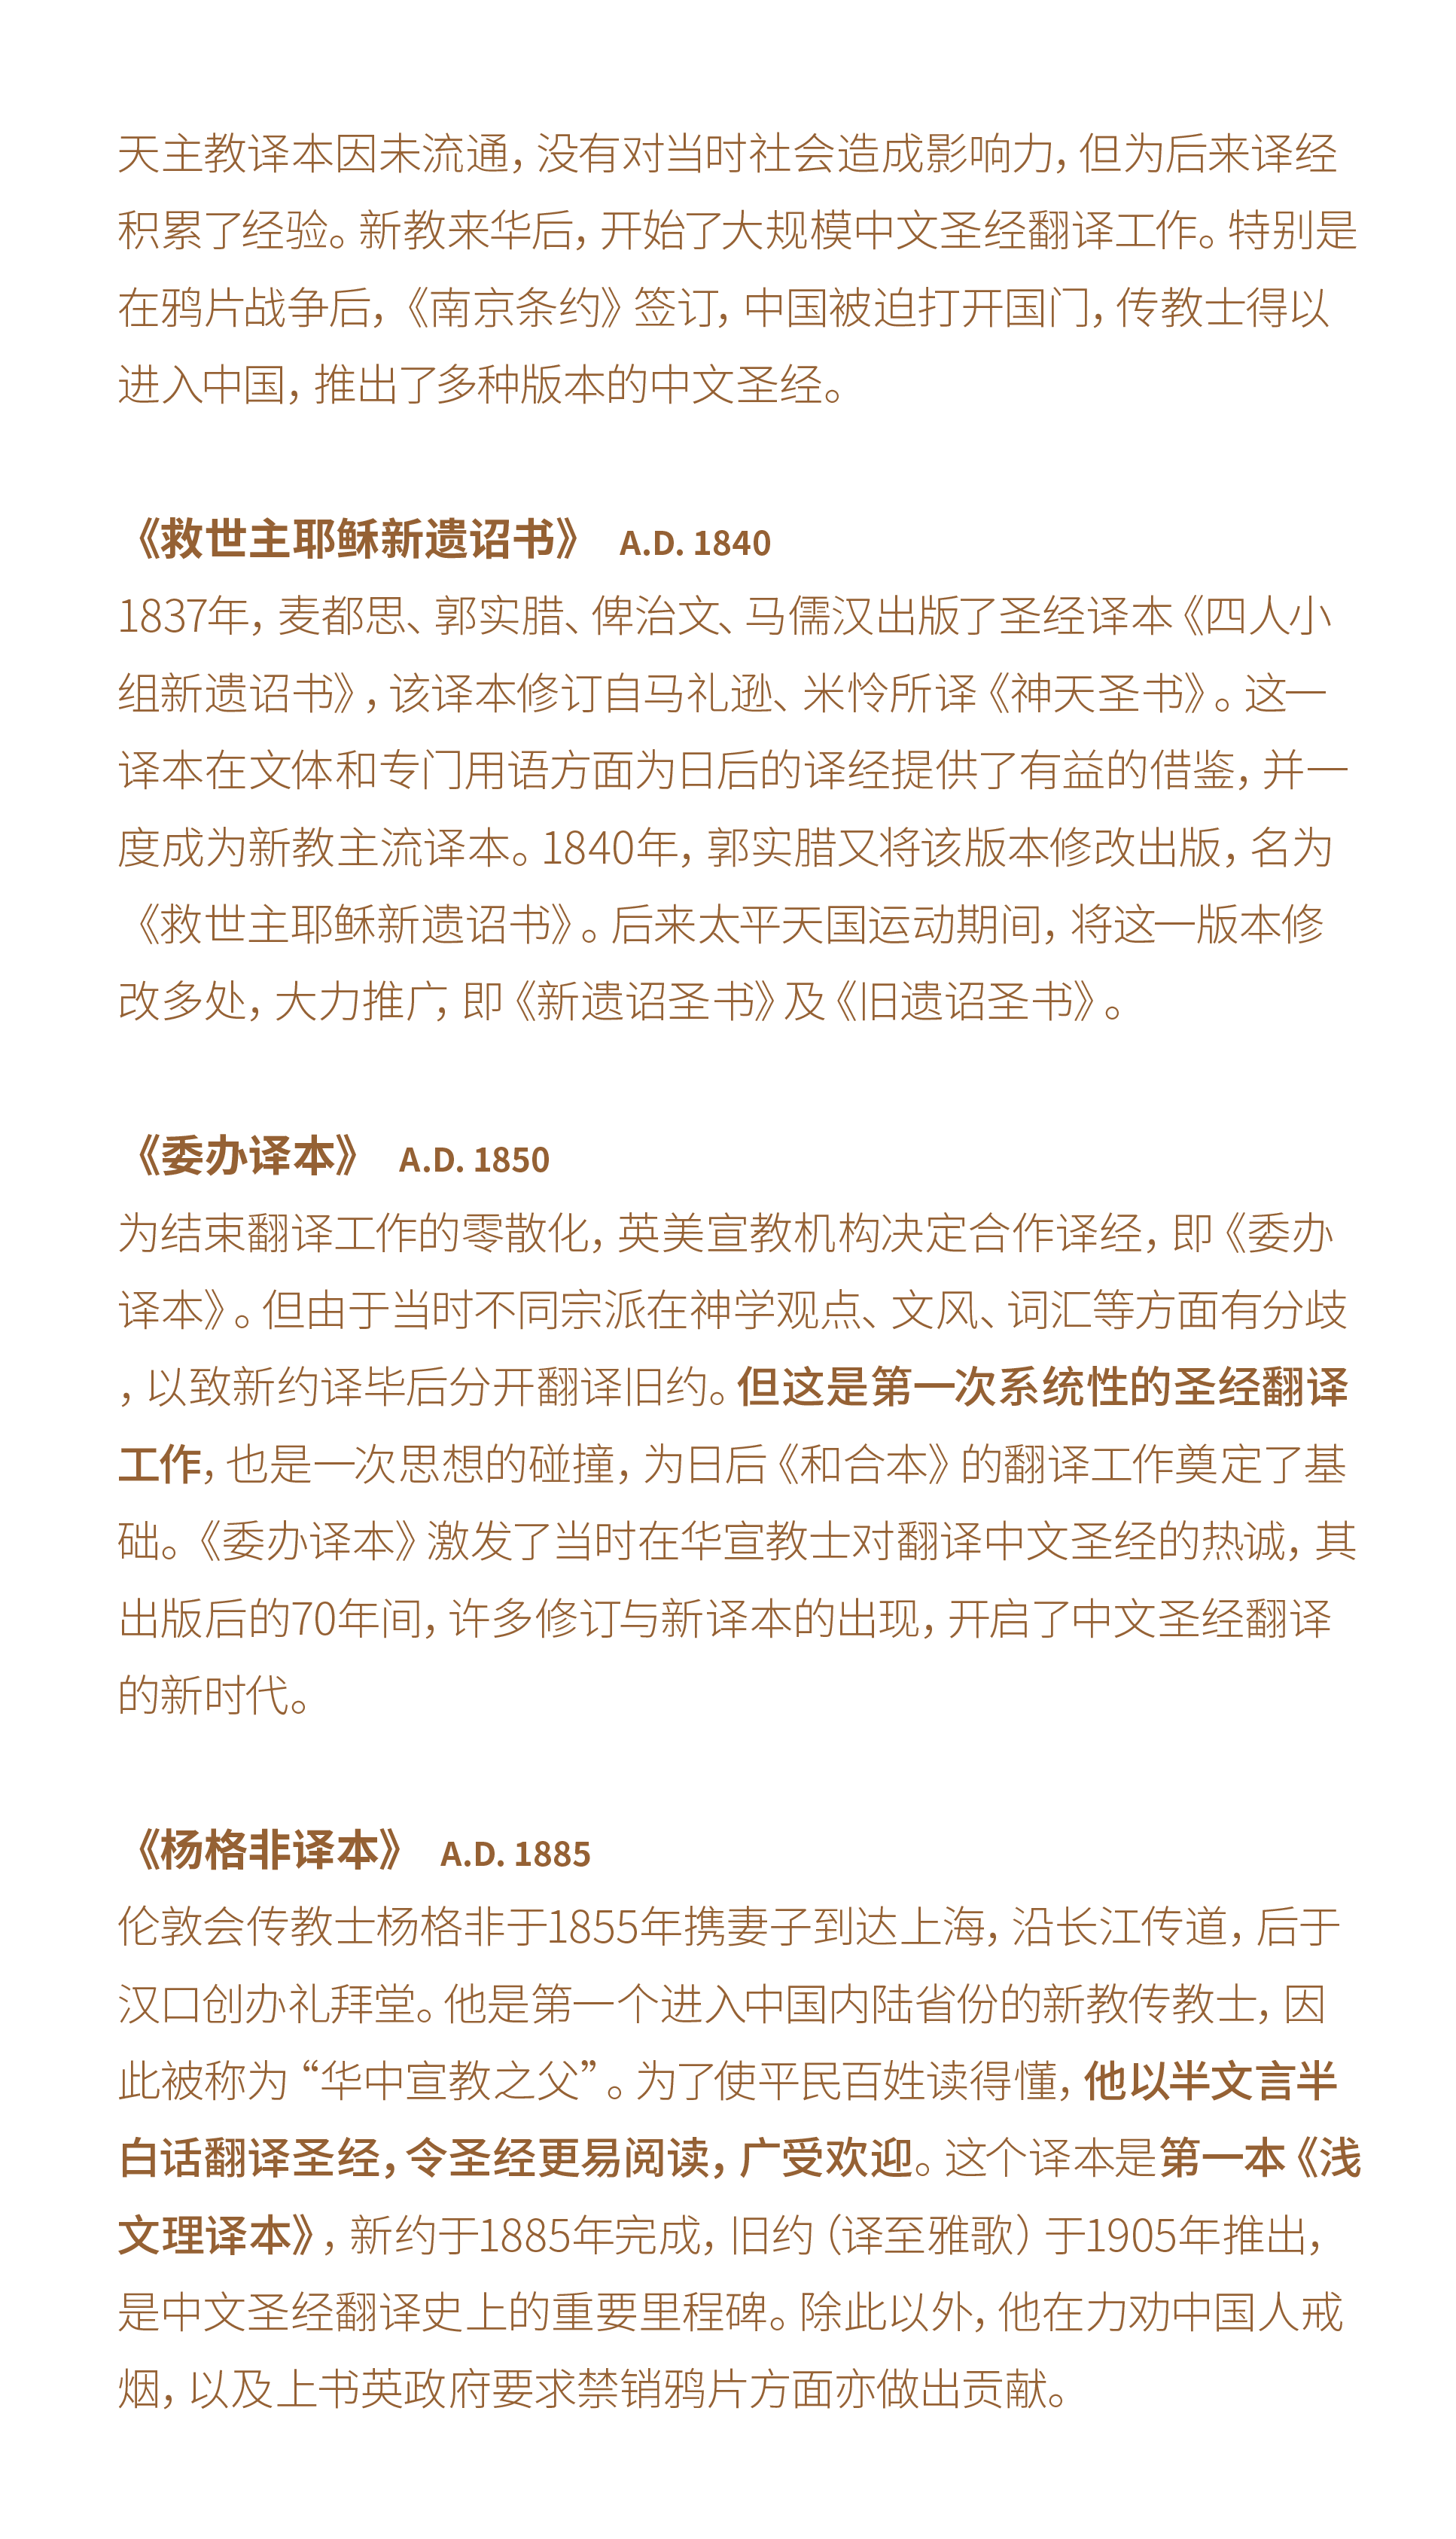 天主教译本因未流通，没有对当时社会造成影响力，但为后来译经
积累了经验。新教来华后，开始了大规模中文圣经翻译工作。特别是
在鸦片战争后，《南京条约》签订，中国被迫打开国门，传教士得以
进入中国，推出了多种版本的中文圣经。
《救世主耶稣新遗诏书》 A.D. 1840
1837年，麦都思、郭实腊、俾治文、马儒汉出版了圣经译本《四人小
组新遗诏书》，该译本修订自马礼逊、米怜所译《神天圣书》。这一
译本在文体和专门用语方面为日后的译经提供了有益的借鉴，并一
度成为新教主流译本。1840年，郭实腊又将该版本修改出版，名为
《救世主耶稣新遗诏书》。后来太平天国运动期间，将这一版本修
改多处，大力推广，即《新遗诏圣书》及《旧遗诏圣书》。
《委办译本》 A.D. 1850
为结束翻译工作的零散化，英美宣教机构决定合作译经，即《委办
译本》。但由于当时不同宗派在神学观点、文风、词汇等方面有分歧
，以致新约译毕后分开翻译旧约。但这是第一次系统性的圣经翻译
工作，也是一次思想的碰撞，为日后《和合本》的翻译工作奠定了基
础。《委办译本》激发了当时在华宣教士对翻译中文圣经的热诚，其
出版后的70年间，许多修订与新译本的出现，开启了中文圣经翻译
的新时代。
《杨格非译本》 A.D. 1885
伦敦会传教士杨格非于1855年携妻子到达上海，沿长江传道，后于
汉口创办礼拜堂。他是第一个进入中国内陆省份的新教传教士，因
此被称为“华中宣教之父”。为了使平民百姓读得懂，他以半文言半
白话翻译圣经，令圣经更易阅读，广受欢迎。这个译本是第一本《浅
文理译本》，新约于1885年完成，旧约（译至雅歌）于1905年推出，
是中文圣经翻译史上的重要里程碑。除此以外，他在力劝中国人戒
烟，以及上书英政府要求禁销鸦片方面亦做出贡献。